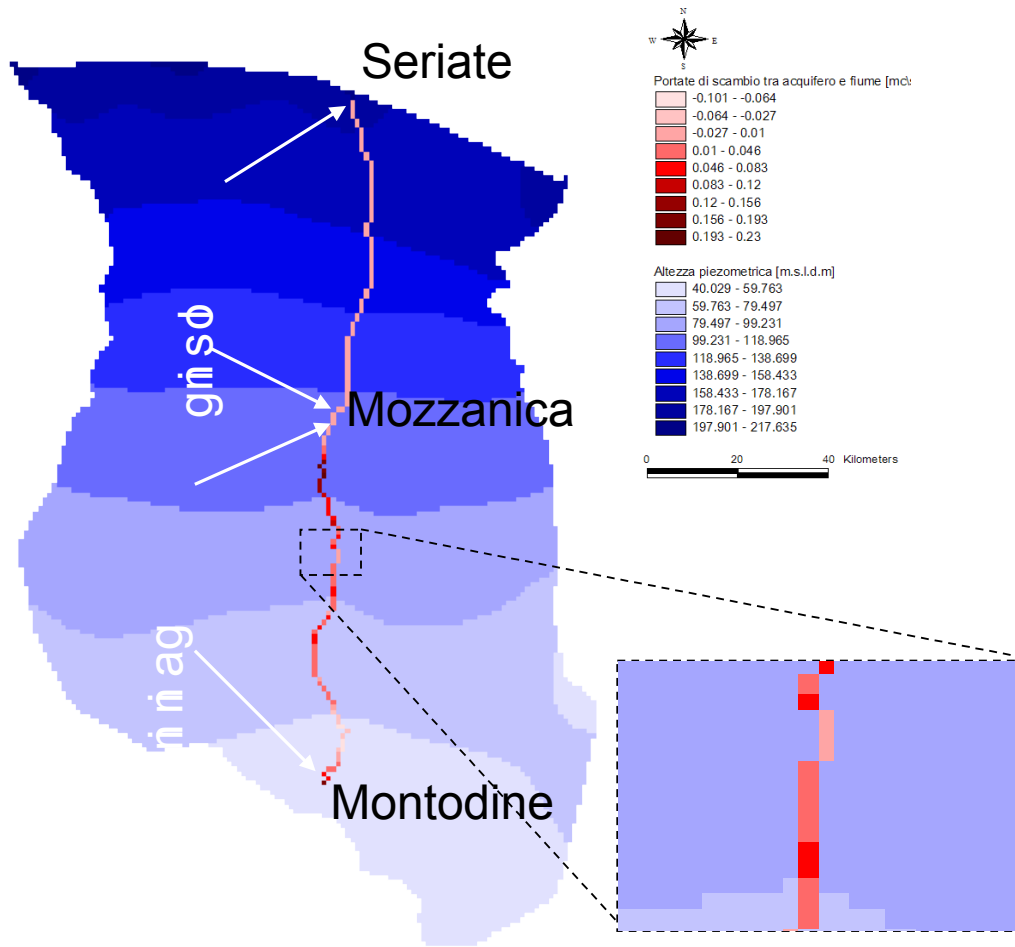 Seriate
N
W
E
S
Portate di scambio tra acquifero e fiume [mc\s
-0.101 - -0.064
-0.064 - -0.027
-0.027 - 0.01
0.01 - 0.046
0.046 - 0.083
0.083 - 0.12
0.12 - 0.156
0.156 - 0.193
0.193 - 0.23
Altezza piezometrica [m.s.l.d.m]
40.029 - 59.763
59.763 - 79.497
79.497 - 99.231
99.231 - 118.965
118.965 - 138.699
138.699 - 158.433
158.433 - 178.167
178.167 - 197.901
197.901 - 217.635
0 20 40 Kilometers
Mozzanica
Montodine